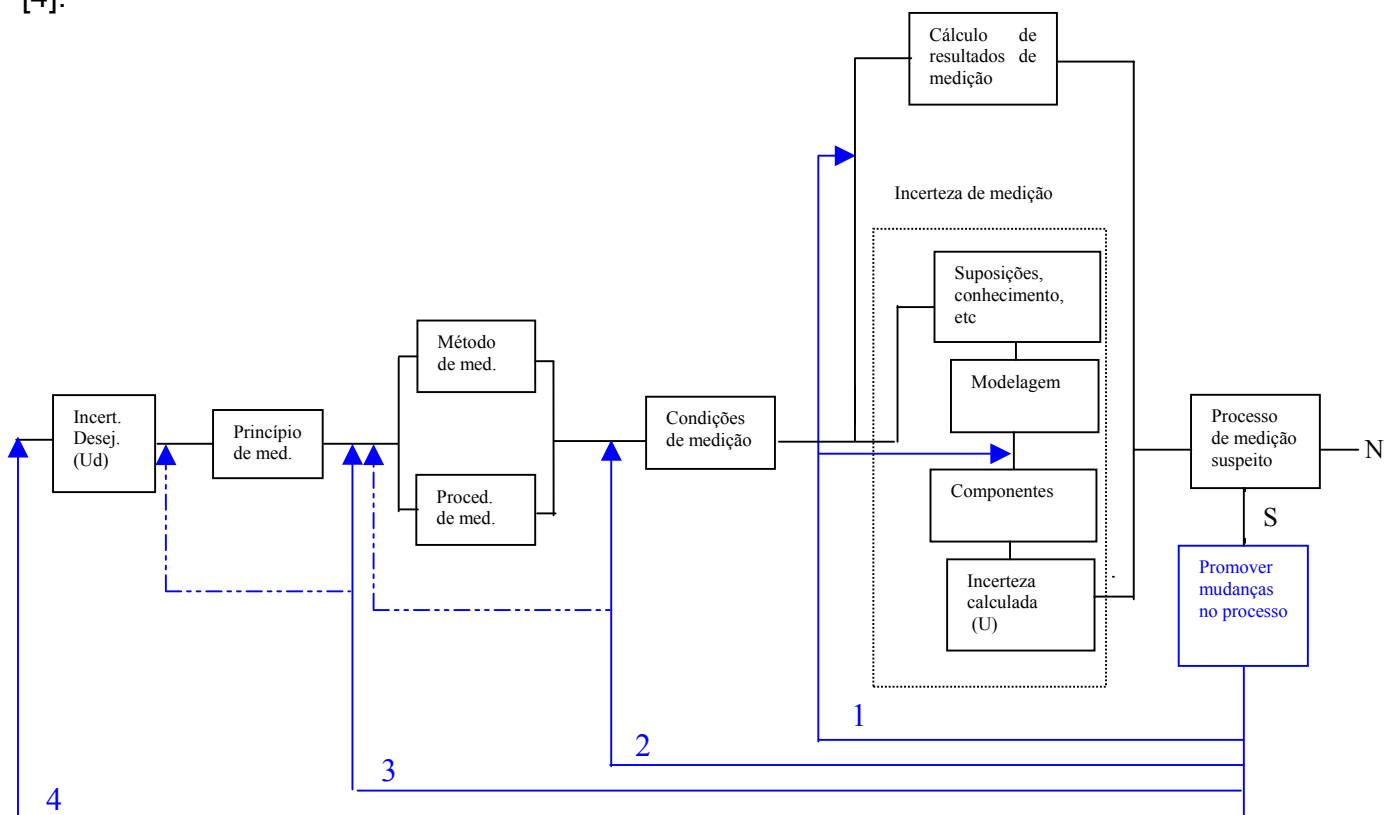 [4].
Cálculo de
resultados de
medição
Incerteza de medição
Suposições,
conhecimento,
etc
Método
de med.
Modelagem
Incert.
Desej.
(Ud)
Princípio
de med.
Condições
de medição
Processo
de medição
suspeito
N
Proced.
de med.
Componentes
S
Incerteza
calculada
(U)
.
Promover
mudanças
no processo
1
2
3
4